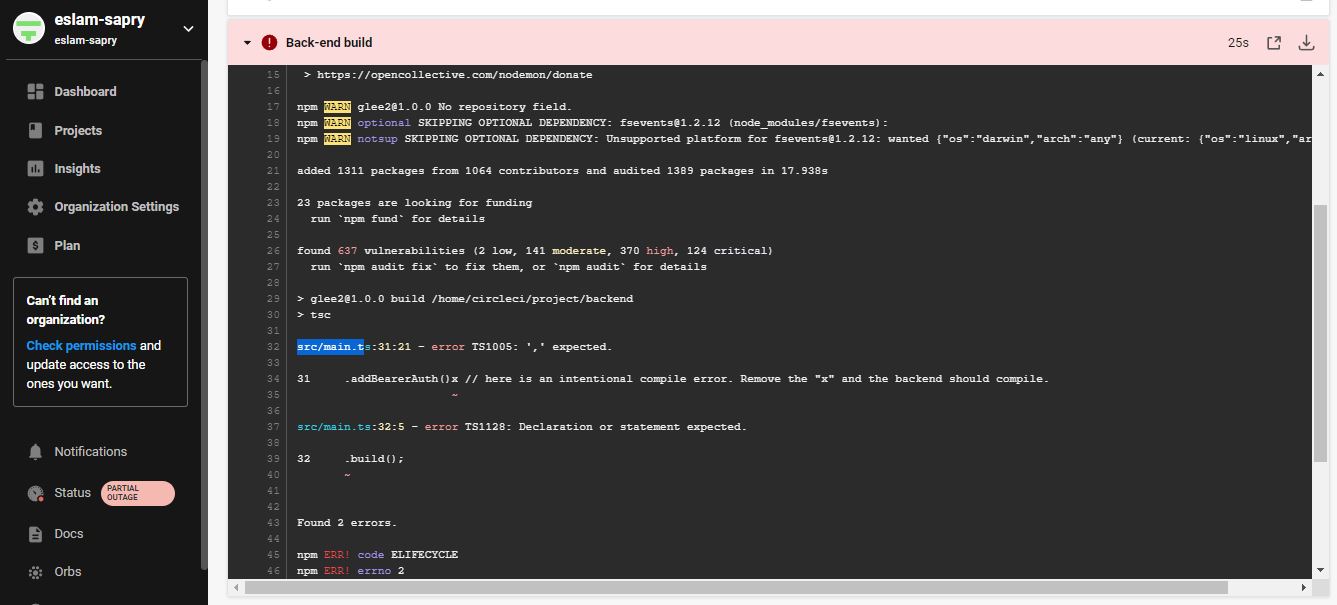 eslam-sapry
eslam-sapry
Dashboard
Projects
Insights
Organization Settings
Plan
Can't find an
organization?
Check permissions and
update access to the
ones you want.
Notifications
Status PARTIAL OUTAGE
Docs
Orbs
Back-end build 25s
15 > https://opencollective.com/nodemon/donate
16
17 npm WARN glee2@1.0.0 No repository field.
18 npm WARN optional SKIPPING OPTIONAL DEPENDENCY: fsevents@1.2.12 (node_modules/fsevents):
19 npm WARN notsup SKIPPING OPTIONAL DEPENDENCY: Unsupported platform for fsevents@1.2.12: wanted {"os":"darwin","arch":"any"} (current: {"os":"linux","ar
20
21 added 1311 packages from 1064 contributors and audited 1389 packages in 17.938s
22
23 23 packages are looking for funding
24 run `npm fund` for details
25
26 found 637 vulnerabilities (2 low, 141 moderate, 370 high, 124 critical)
27 run `npm audit fix` to fix them, or `npm audit` for details
28
29 > glee2@1.0.0 build /home/circleci/project/backend
30 > tsc
31
32 src/main.ts:31:21 - error TS1005: ',' expected.
33
34 31 .addBearerAuth()x // here is an intentional compile error. Remove the "x" and the backend should compile.
35 ~
36
37 src/main.ts:32:5 - error TS1128: Declaration or statement expected.
38
39 32 .build();
40 ~
41
42
43 Found 2 errors.
44
45 npm ERR! code ELIFECYCLE
46 npm ERR! errno 2